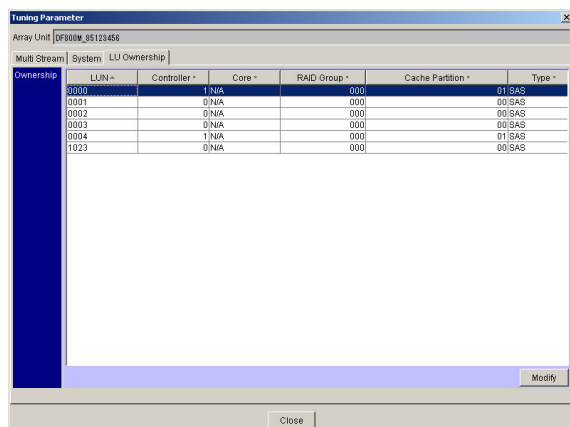 Tuning Parameter
Array Unit DF800M_85123456
Multi Stream System LU Ownership
Ownership LUN Controller Core RAID Group Cache Partition Type
0000 1 N/A 000 01 SAS
0001 0 N/A 000 00 SAS
0002 0 N/A 000 00 SAS
0003 0 N/A 000 00 SAS
0004 1 N/A 000 01 SAS
1023 0 N/A 000 00 SAS
Modify
Close